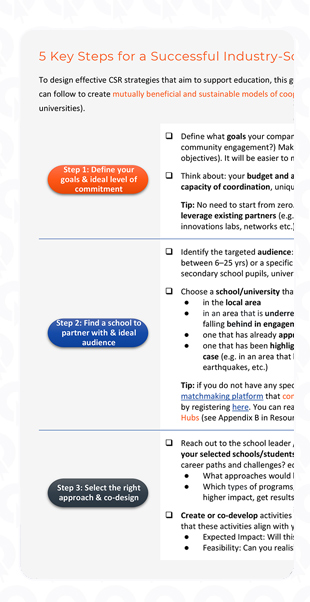 5 Key Steps for a Successful Industry-Sc
To design effective CSR strategies that aim to support education, this g
can follow to create mutually beneficial and sustainable models of coop
universities).
Step 1: Define your
goals & ideal level of
commitment
❑ Define what goals your compan
community engagement?) Mak
objectives). It will be easier to n
❑ Think about: your budget and a
capacity of coordination, uniqu
Tip: No need to start from zero.
leverage existing partners (e.g.
innovations labs, networks etc.)
Step 2: Find a school to
partner with & ideal
audience
❑ Identify the targeted audience:
between 6–25 yrs) or a specific
secondary school pupils, univer
❑ Choose a school/university tha
● in the local area
● in an area that is underre
falling behind in engagen
● one that has already appr
● one that has been highlig
case (e.g. in an area that
earthquakes, etc.)
Tip: if you do not have any spec
matchmaking platform that con
by registering here. You can rea
Hubs (see Appendix B in Resour
Step 3: Select the right
approach & co-design
❑ Reach out to the school leader
your selected schools/students
career paths and challenges? ec
● What approaches would
● Which types of programs,
higher impact, get results
❑ Create or co-develop activities
that these activities align with y
● Expected Impact: Will this
● Feasibility: Can you realis